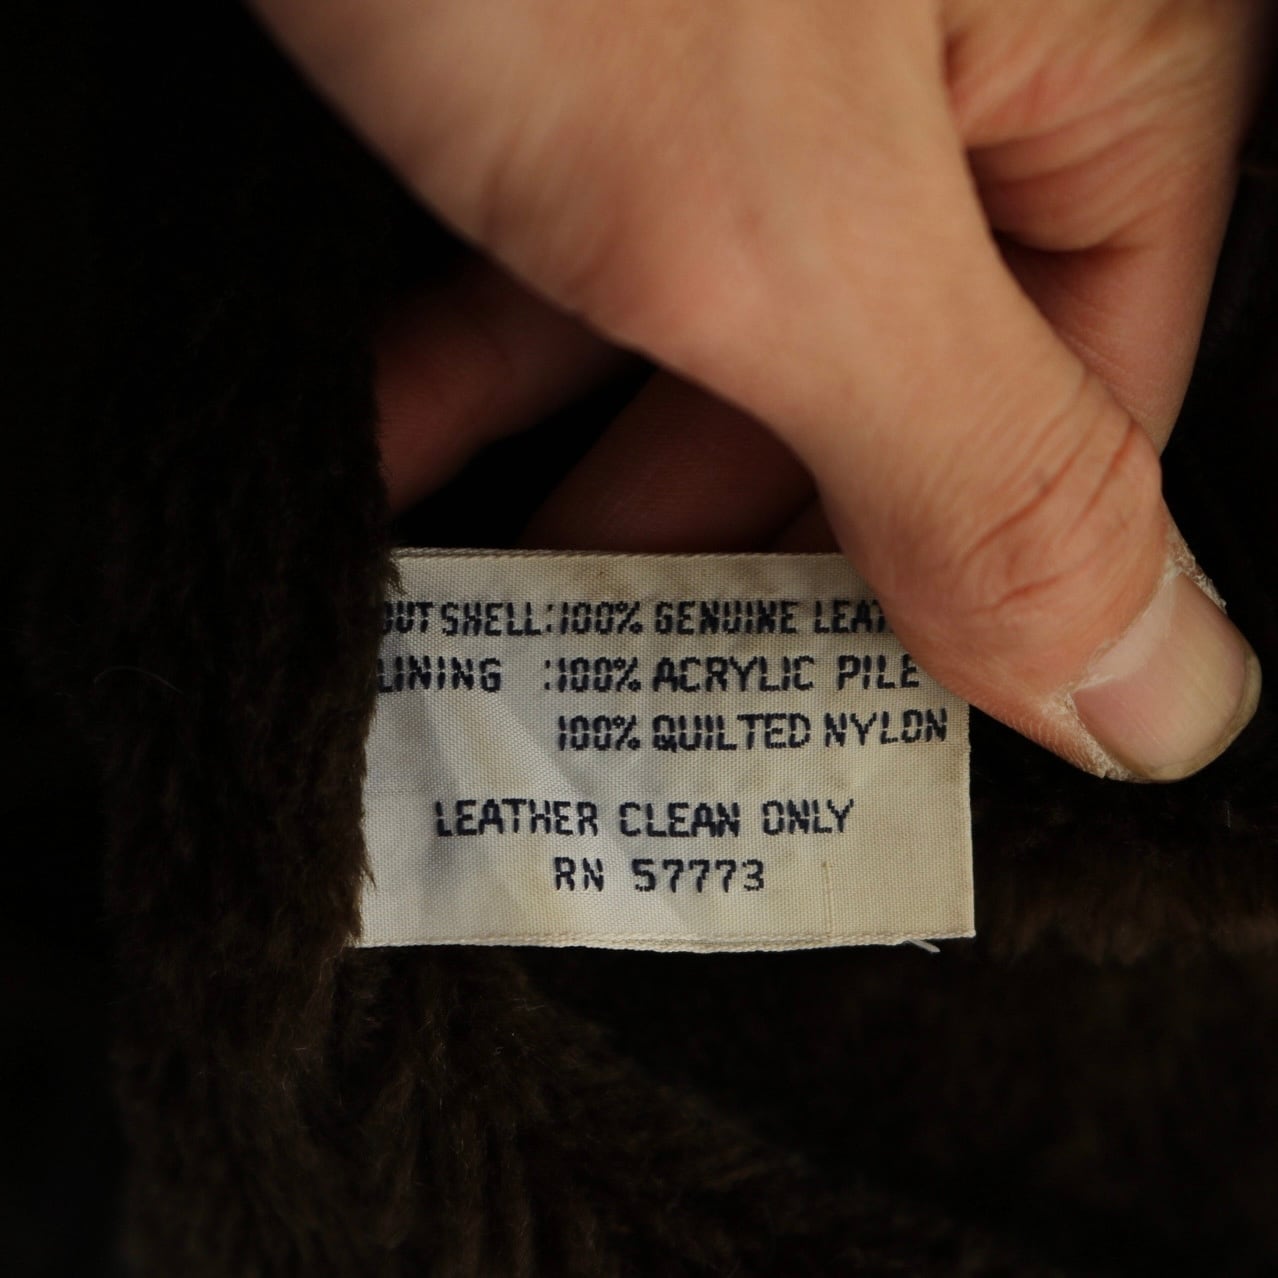 OUT SHELL:100% GENUINE LEAT
LINING :100% ACRYLIC PILE
100% QUILTED NYLON
LEATHER CLEAN ONLY
RN 57773